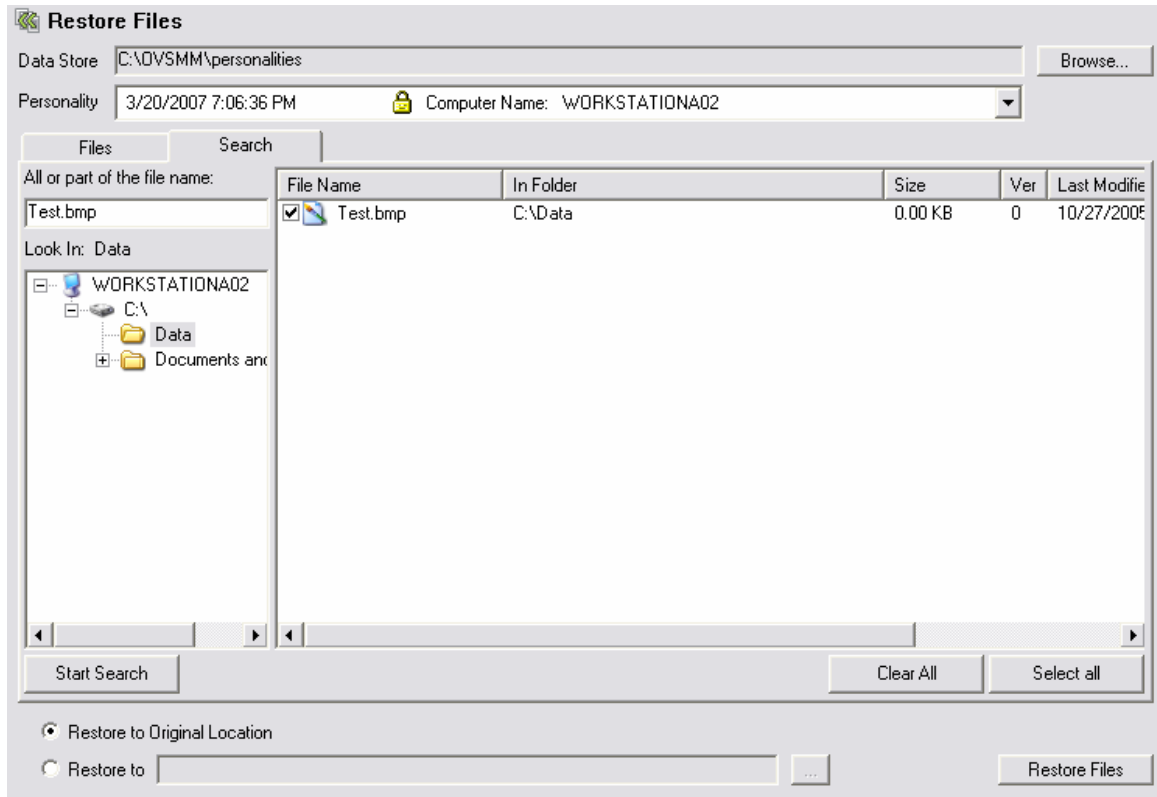 Restore Files
Data Store C:\OVSMM\personalities Browse...
Personality 3/20/2007 7:06:36 PM Computer Name: WORKSTATIONA02
Files Search
All or part of the file name:
Test.bmp
Look In: Data
WORKSTATIONA02
C:\
Data
Documents and
File Name In Folder Size Ver Last Modifie
Test.bmp C:\Data 0.00 KB 0 10/27/2005
Start Search Clear All Select all
Restore to Original Location
Restore to ... Restore Files